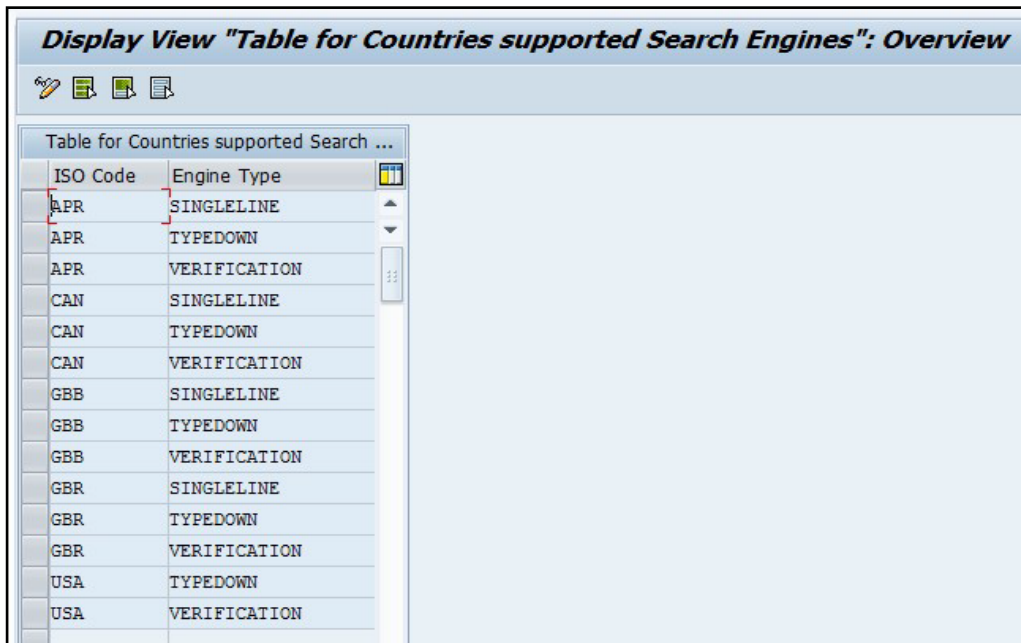 Display View "Table for Countries supported Search Engines": Overview
Table for Countries supported Search ...
ISO Code Engine Type
APR SINGLELINE
APR TYPEDOWN
APR VERIFICATION
CAN SINGLELINE
CAN TYPEDOWN
CAN VERIFICATION
GBB SINGLELINE
GBB TYPEDOWN
GBB VERIFICATION
GBR SINGLELINE
GBR TYPEDOWN
GBR VERIFICATION
USA TYPEDOWN
USA VERIFICATION